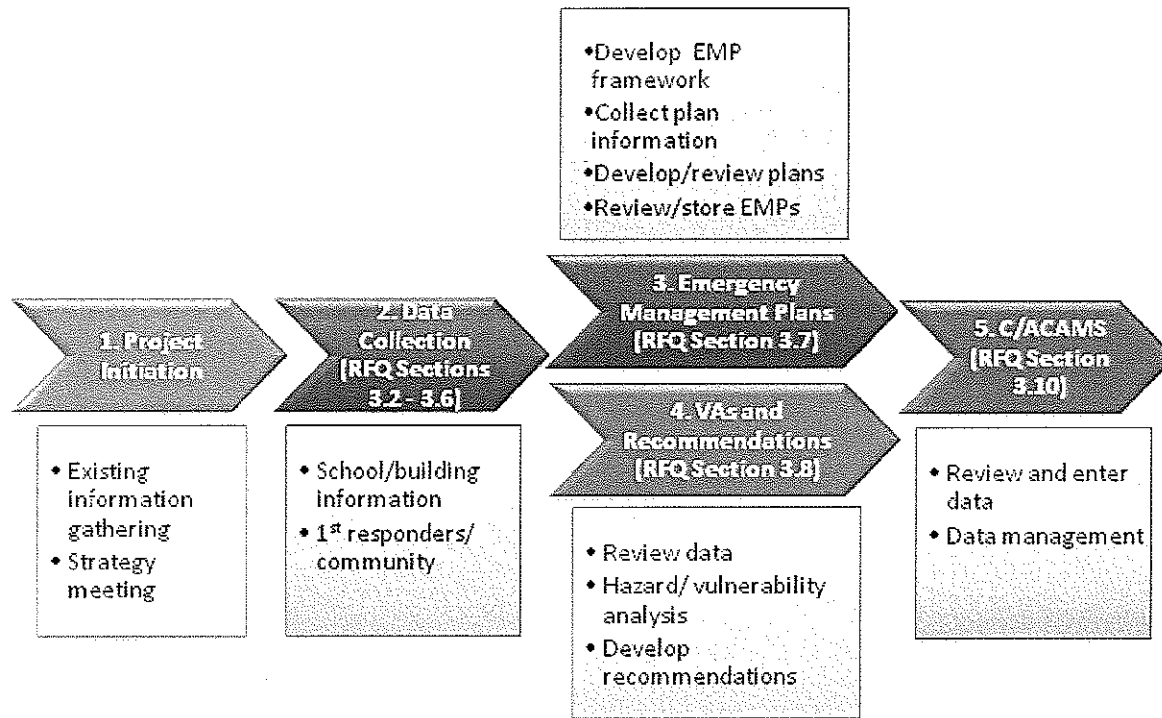 •Develop EMP
framework
•Collect plan
information
•Develop/review plans
•Review/store EMPs
1. Project
Initiation
2. Data
Collection
(RFQ Sections
3.2 - 3.6)
3. Emergency
Management Plans
(RFQ Section 3.7)
4. VAs and
Recommendations
(RFQ Section 3.8)
5. C/ACAMS
(RFQ Section
3.10)
• Existing
information
gathering
• Strategy
meeting
• School/building
information
• 1st responders/
community
• Review data
• Hazard/ vulnerability
analysis
• Develop
recommendations
• Review and enter
data
• Data management